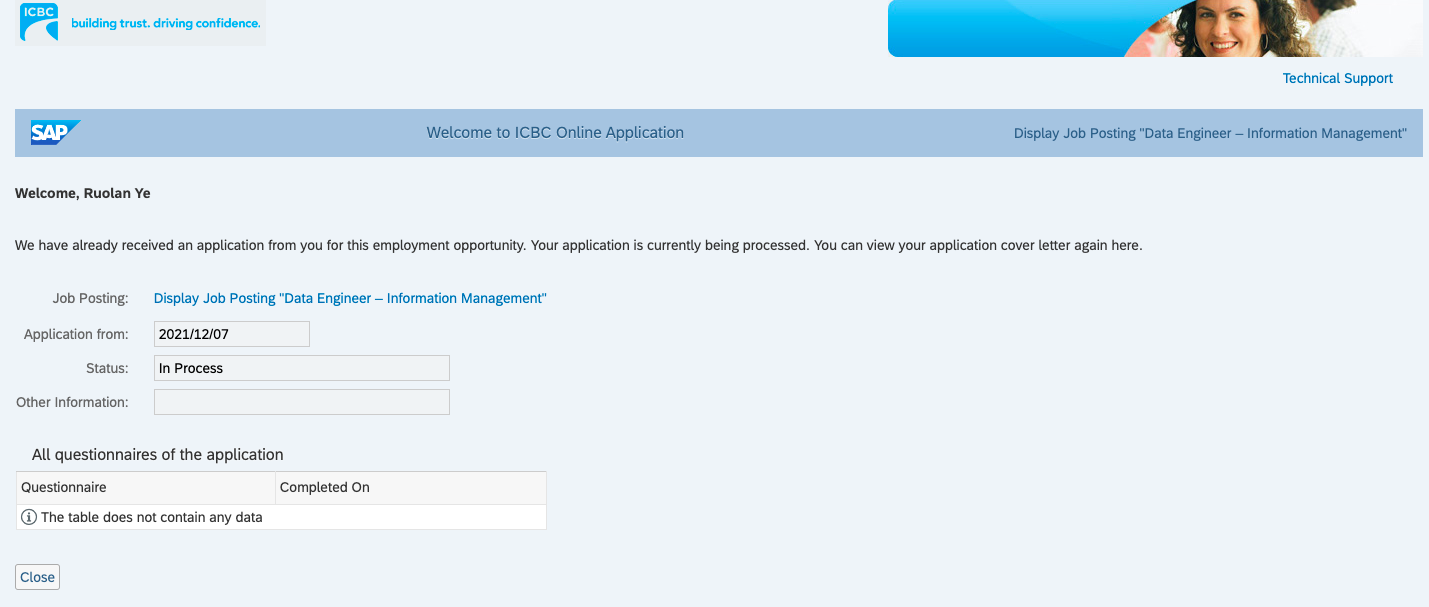 ICBC
building trust. driving confidence.
Technical Support
SAP
Welcome to ICBC Online Application
Display Job Posting "Data Engineer – Information Management"
Welcome, Ruolan Ye
We have already received an application from you for this employment opportunity. Your application is currently being processed. You can view your application cover letter again here.
Job Posting: Display Job Posting "Data Engineer – Information Management"
Application from: 2021/12/07
Status: In Process
Other Information:
All questionnaires of the application
Questionnaire Completed On
The table does not contain any data
Close